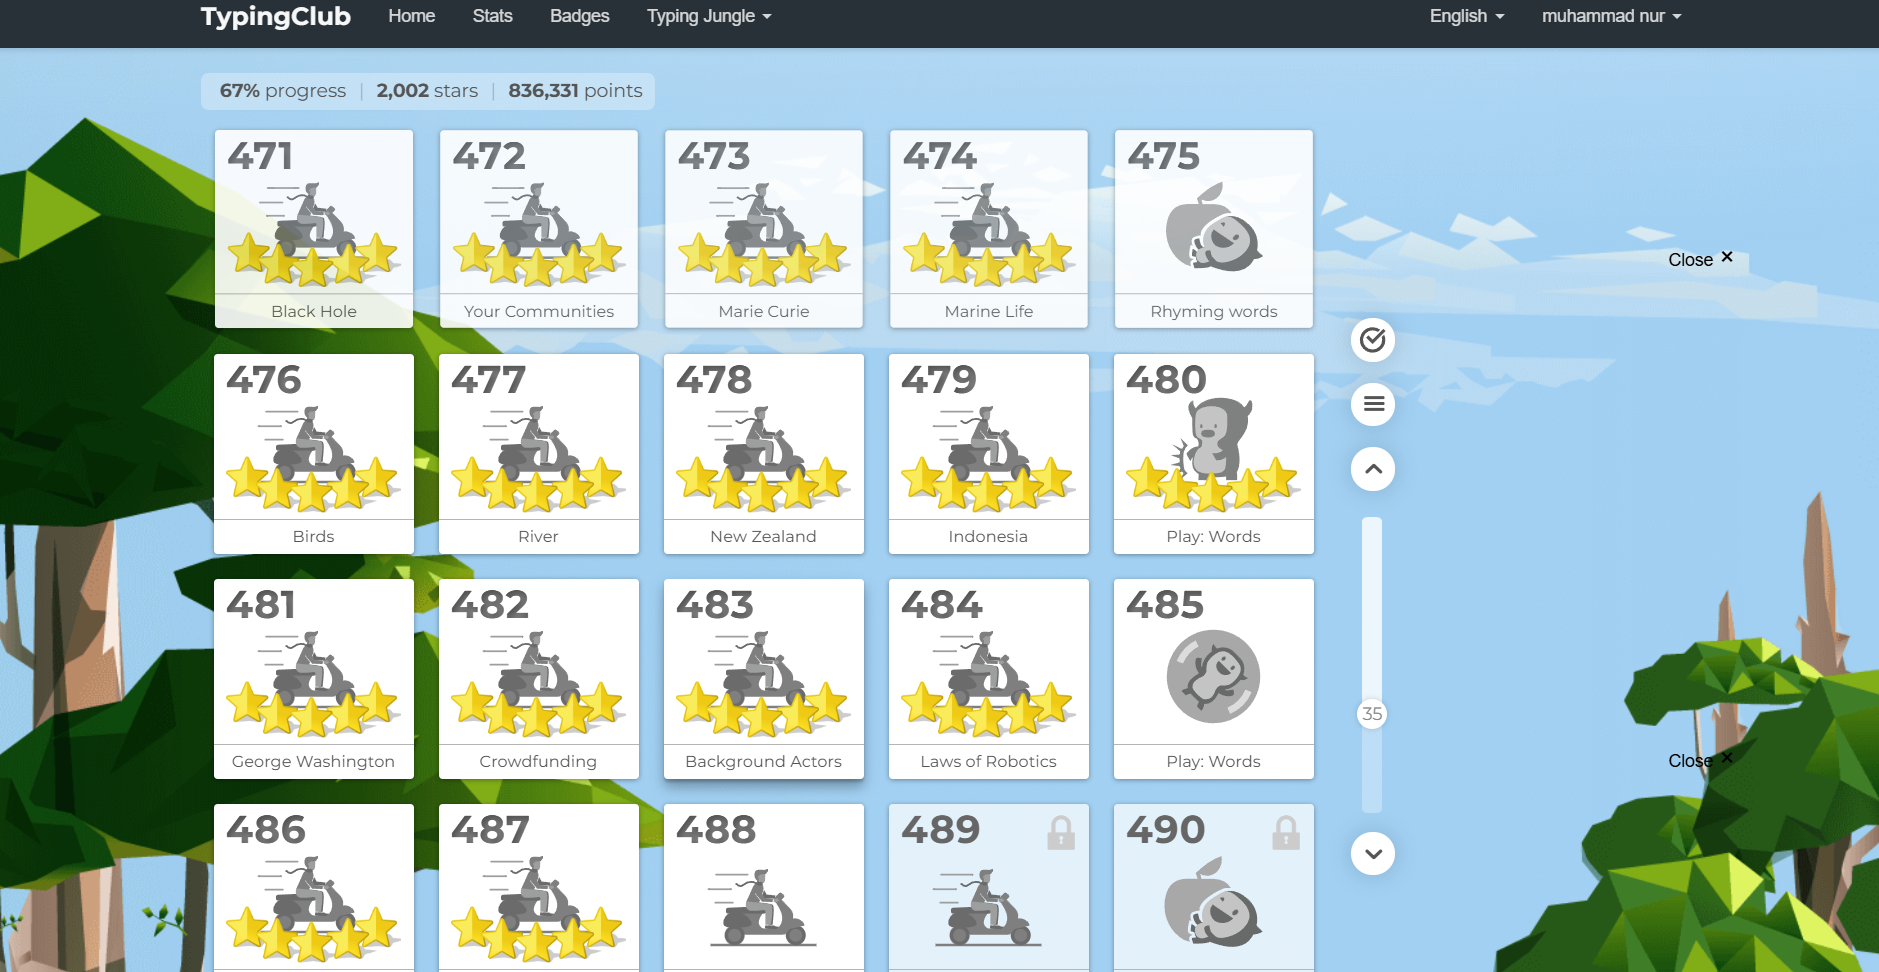 TypingClub Home Stats Badges Typing Jungle English muhammad nur
67% progress | 2,002 stars | 836,331 points
471 472 473 474 475
Close ✕
Black Hole Your Communities Marie Curie Marine Life Rhyming words
476 477 478 479 480
Birds River New Zealand Indonesia Play: Words
481 482 483 484 485
35
George Washington Crowdfunding Background Actors Laws of Robotics Play: Words
Close ✕
486 487 488 489 490